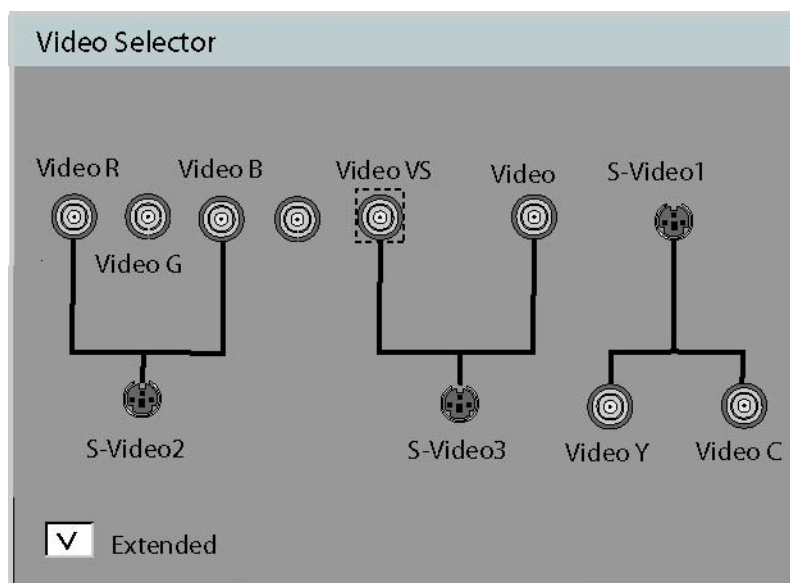 Video Selector
Video R
Video B
Video VS
Video
S-Video1
Video G
S-Video2
S-Video3
Video Y
Video C
V
Extended